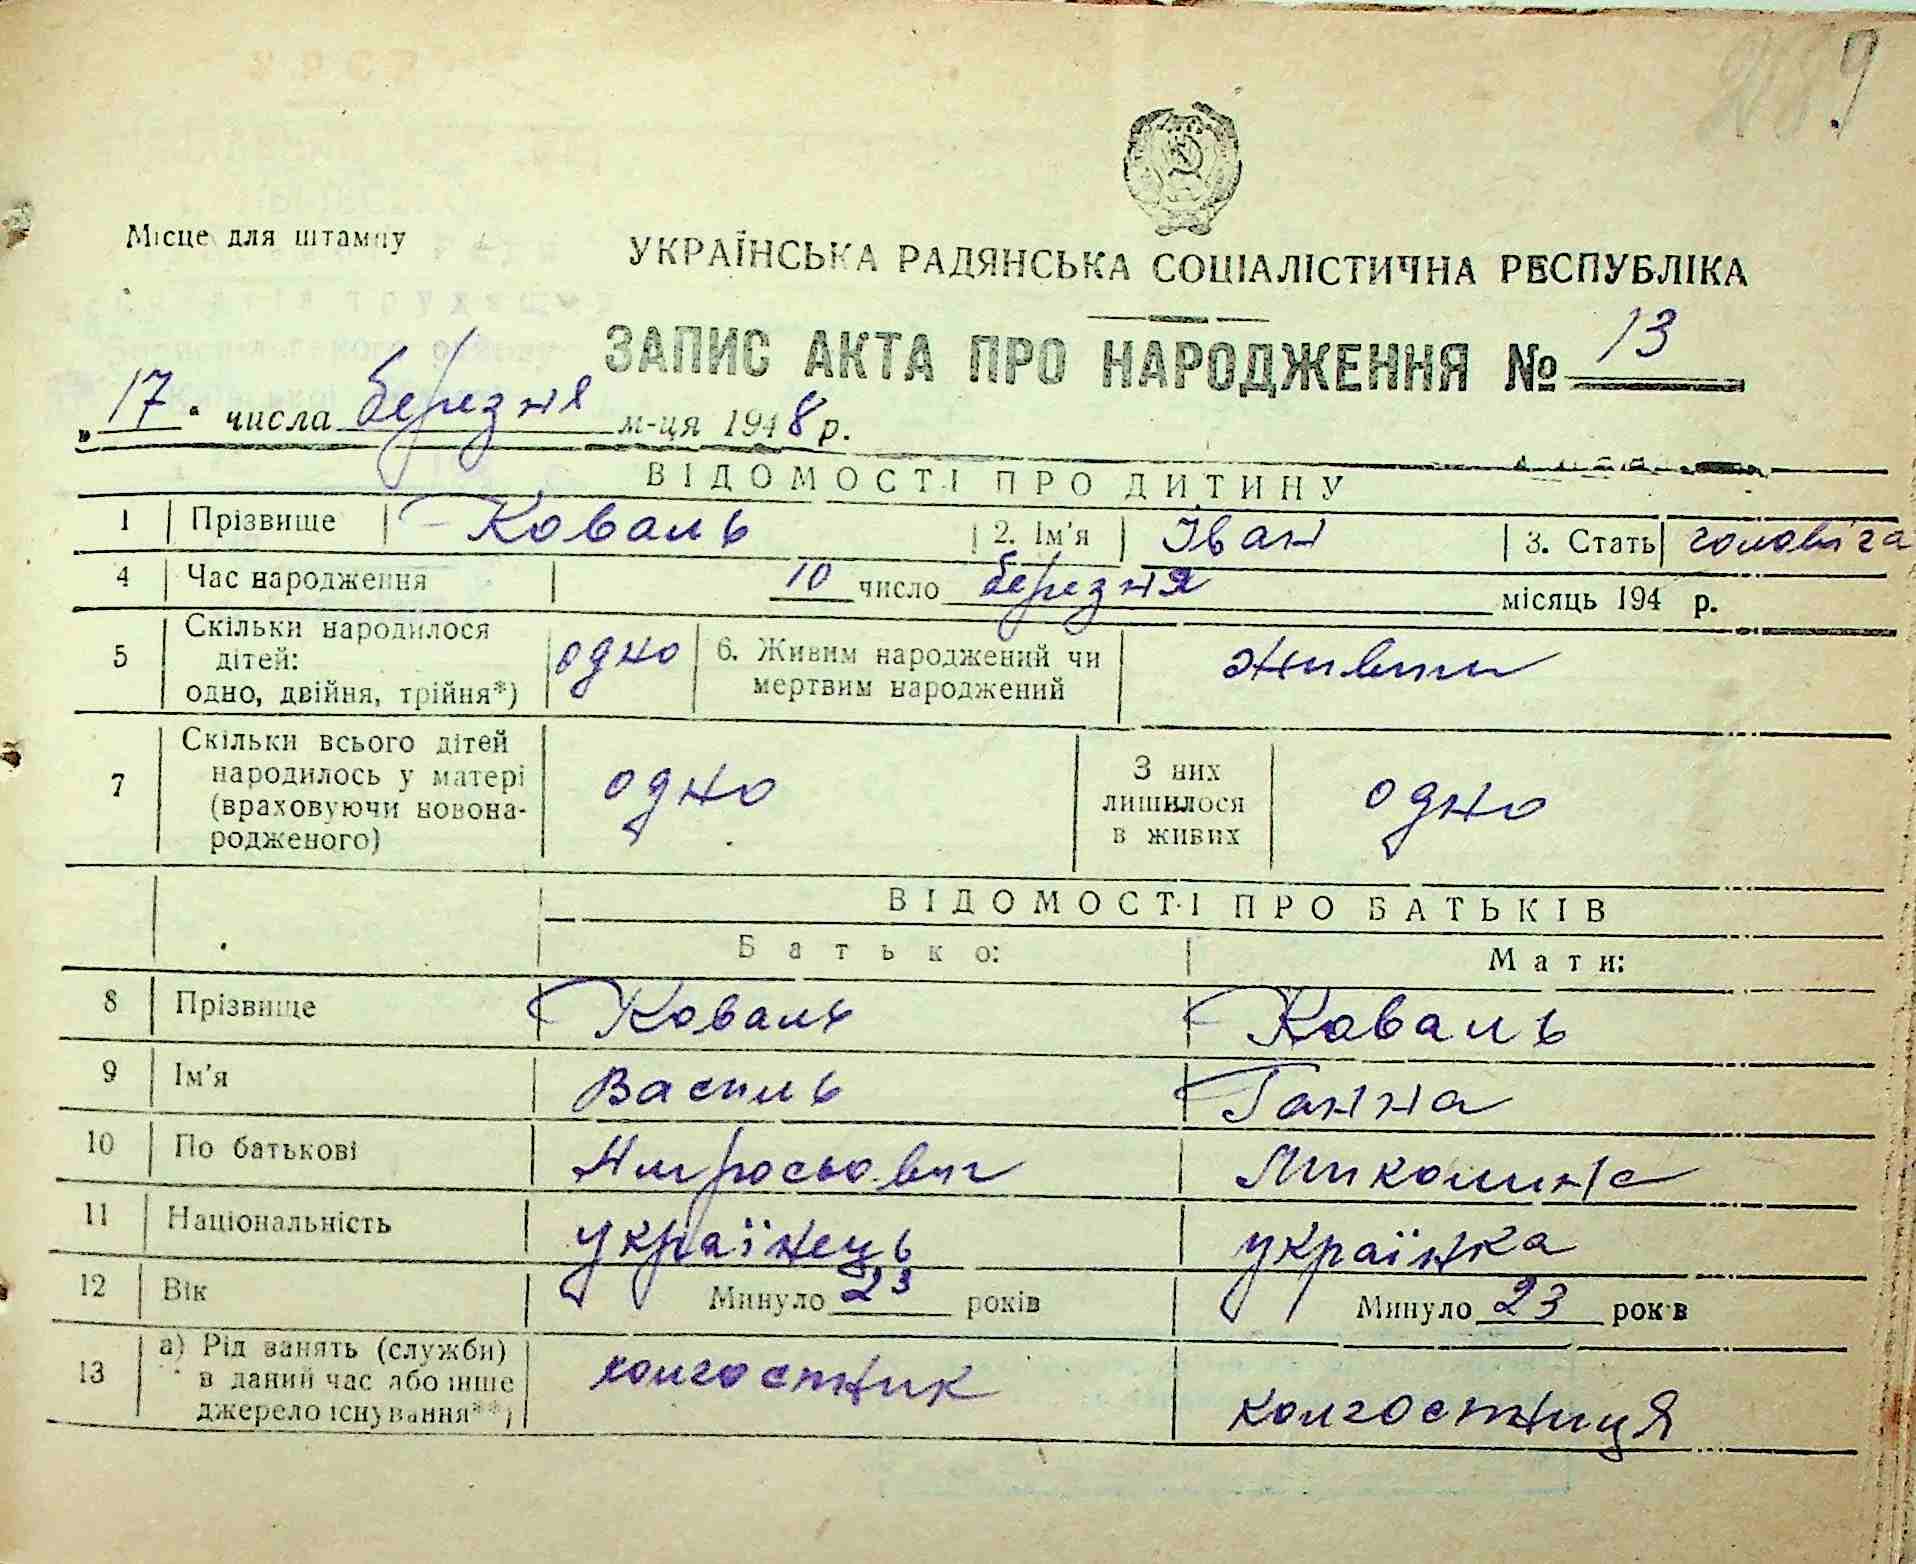 9
Місце для штампу
УКРАЇНСЬКА РАДЯНСЬКА СОЦІАЛІСТИЧНА РЕСПУБЛІКА
ЗАПИС АКТА ПРО НАРОДЖЕННЯ № 13
„17" числа березня м-ця 1948 р.
ВІДОМОСТІ ПРО ДИТИНУ
1 Прізвище Коваль 2. Ім'я Іван 3. Стать чоловіча
4 Час народження 10 число березня місяць 194 р.
5 Скільки народилося дітей: одно, двійня, трійня*) одно 6. Живим народжений чи мертвим народжений живим
7 Скільки всього дітей народилось у матері (враховуючи новонародженого) одно З них лишилося в живих одно
ВІДОМОСТІ ПРО БАТЬКІВ
Батько: Мати:
8 Прізвище Коваль Коваль
9 Ім'я Василь Ганна
10 По батькові
11 Національність українець українка
12 Вік Минуло 23 років Минуло 23 років
13 а) Рід занять (служби) в даний час або інше джерело існування**) колгоспник колгоспниця